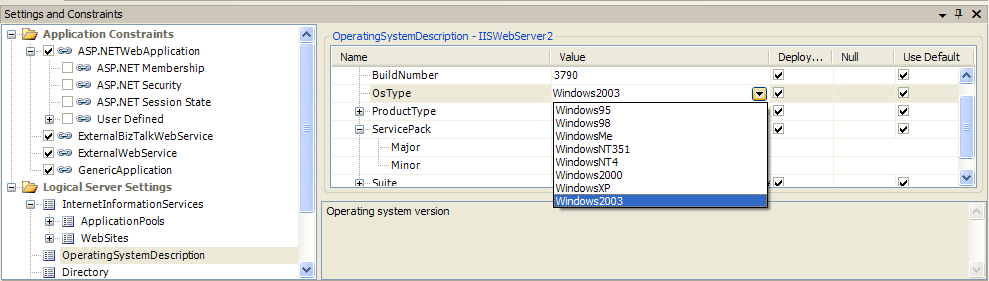 Settings and Constraints
Application Constraints
ASP.NETWebApplication
ASP.NET Membership
ASP.NET Security
ASP.NET Session State
User Defined
ExternalBizTalkWebService
ExternalWebService
GenericApplication
Logical Server Settings
InternetInformationServices
ApplicationPools
WebSites
OperatingSystemDescription
Directory
OperatingSystemDescription - IISWebServer2
Name Value Deploy... Null Use Default
BuildNumber 3790
OsType Windows2003
ProductType
ServicePack
Major
Minor
Suite
Windows95
Windows98
WindowsMe
WindowsNT351
WindowsNT4
Windows2000
WindowsXP
Windows2003
Operating system version